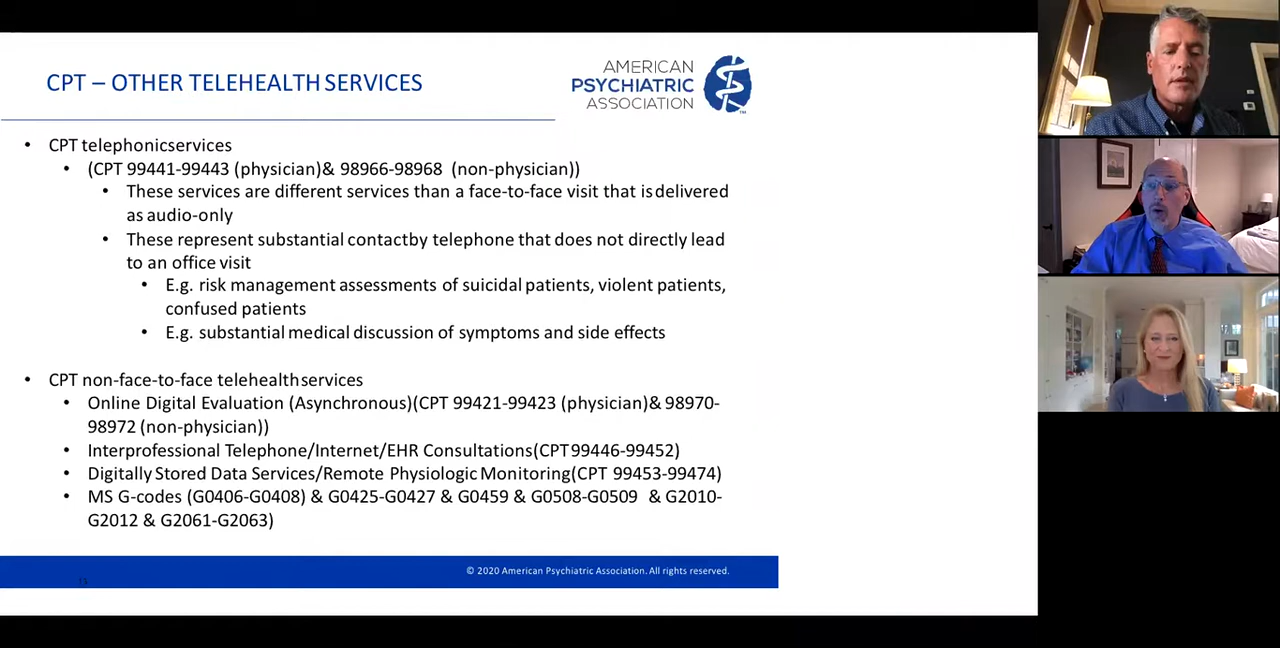 CPT – OTHER TELEHEALTH SERVICES
AMERICAN
PSYCHIATRIC
ASSOCIATION
™
• CPT telephonicservices
• (CPT 99441-99443 (physician)& 98966-98968 (non-physician))
• These services are different services than a face-to-face visit that is delivered
as audio-only
• These represent substantial contactby telephone that does not directly lead
to an office visit
• E.g. risk management assessments of suicidal patients, violent patients,
confused patients
• E.g. substantial medical discussion of symptoms and side effects
• CPT non-face-to-face telehealthservices
• Online Digital Evaluation (Asynchronous)(CPT 99421-99423 (physician)& 98970-
98972 (non-physician))
• Interprofessional Telephone/Internet/EHR Consultations(CPT99446-99452)
• Digitally Stored Data Services/Remote Physiologic Monitoring(CPT 99453-99474)
• MS G-codes (G0406-G0408) & G0425-G0427 & G0459 & G0508-G0509 & G2010-
G2012 & G2061-G2063)
© 2020 American Psychiatric Association. All rights reserved.